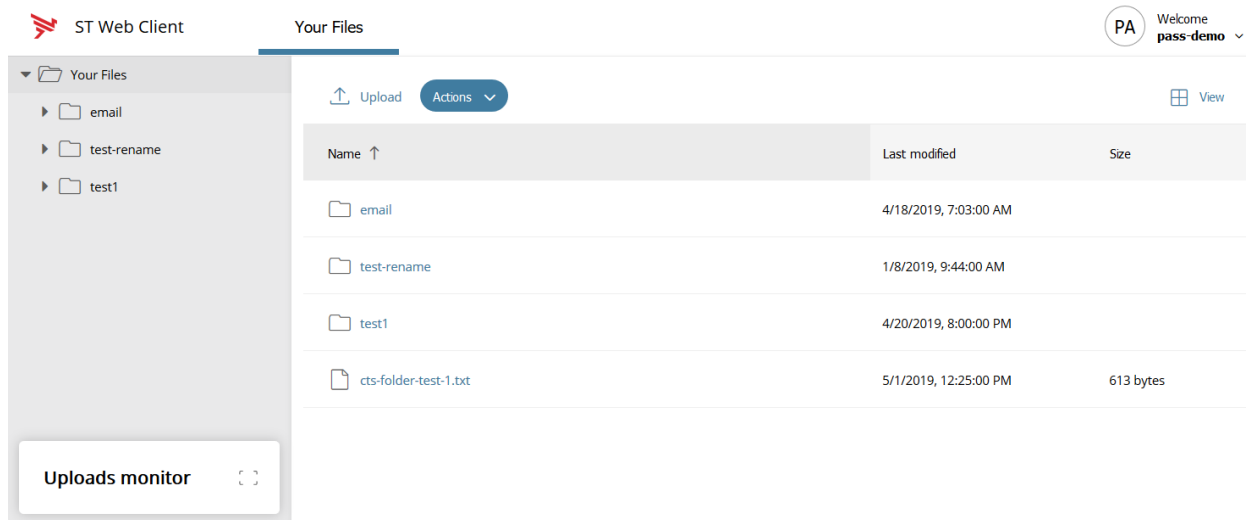 ST Web Client
Your Files
PA
Welcome
pass-demo
Your Files
email
test-rename
test1
Upload
Actions
View
Name
Last modified
Size
email
4/18/2019, 7:03:00 AM
test-rename
1/8/2019, 9:44:00 AM
test1
4/20/2019, 8:00:00 PM
cts-folder-test-1.txt
5/1/2019, 12:25:00 PM
613 bytes
Uploads monitor